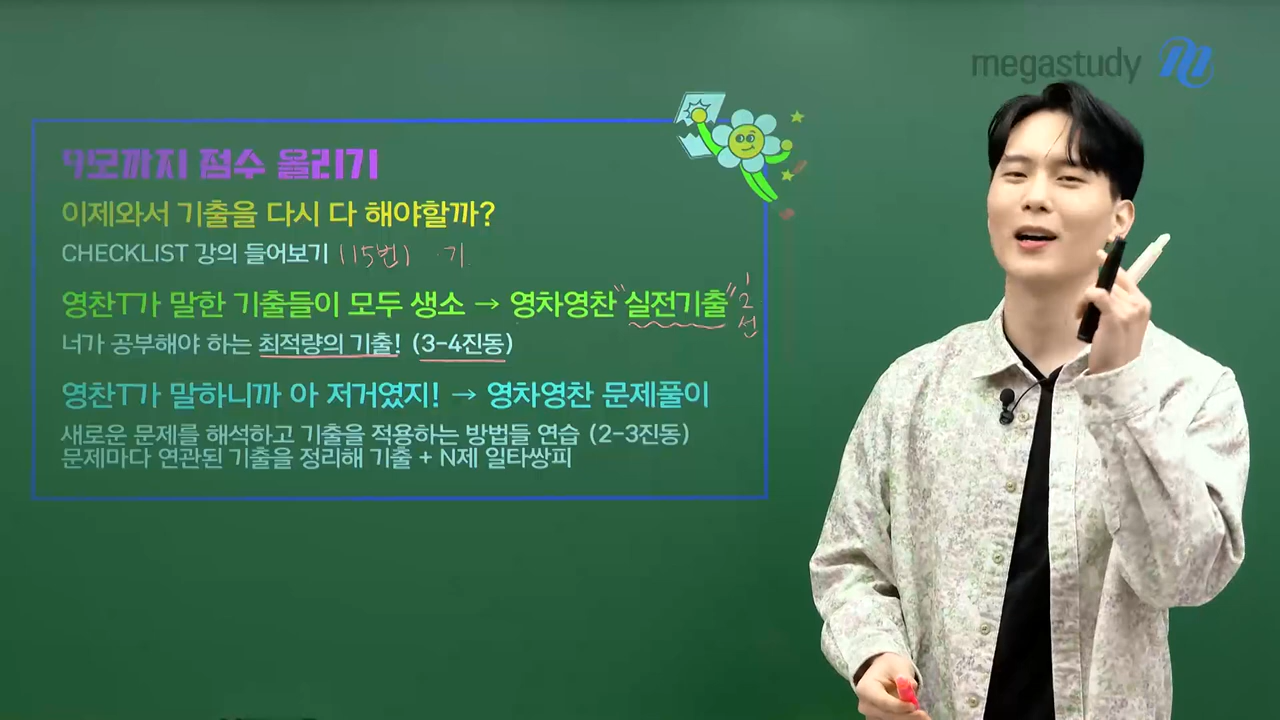 megastudy
9모까지 점수 올리기
이제와서 기출을 다시 다 해야할까?
CHECKLIST 강의 들어보기 (15번) 기
영찬T가 말한 기출들이 모두 생소 → 영차영찬 "실전기출" 1 2 선
너가 공부해야 하는 최적량의 기출! (3-4진동)
영찬T가 말하니까 아 저거였지! → 영차영찬 문제풀이
새로운 문제를 해석하고 기출을 적용하는 방법들 연습 (2-3진동)
문제마다 연관된 기출을 정리해 기출 + N제 일타쌍피